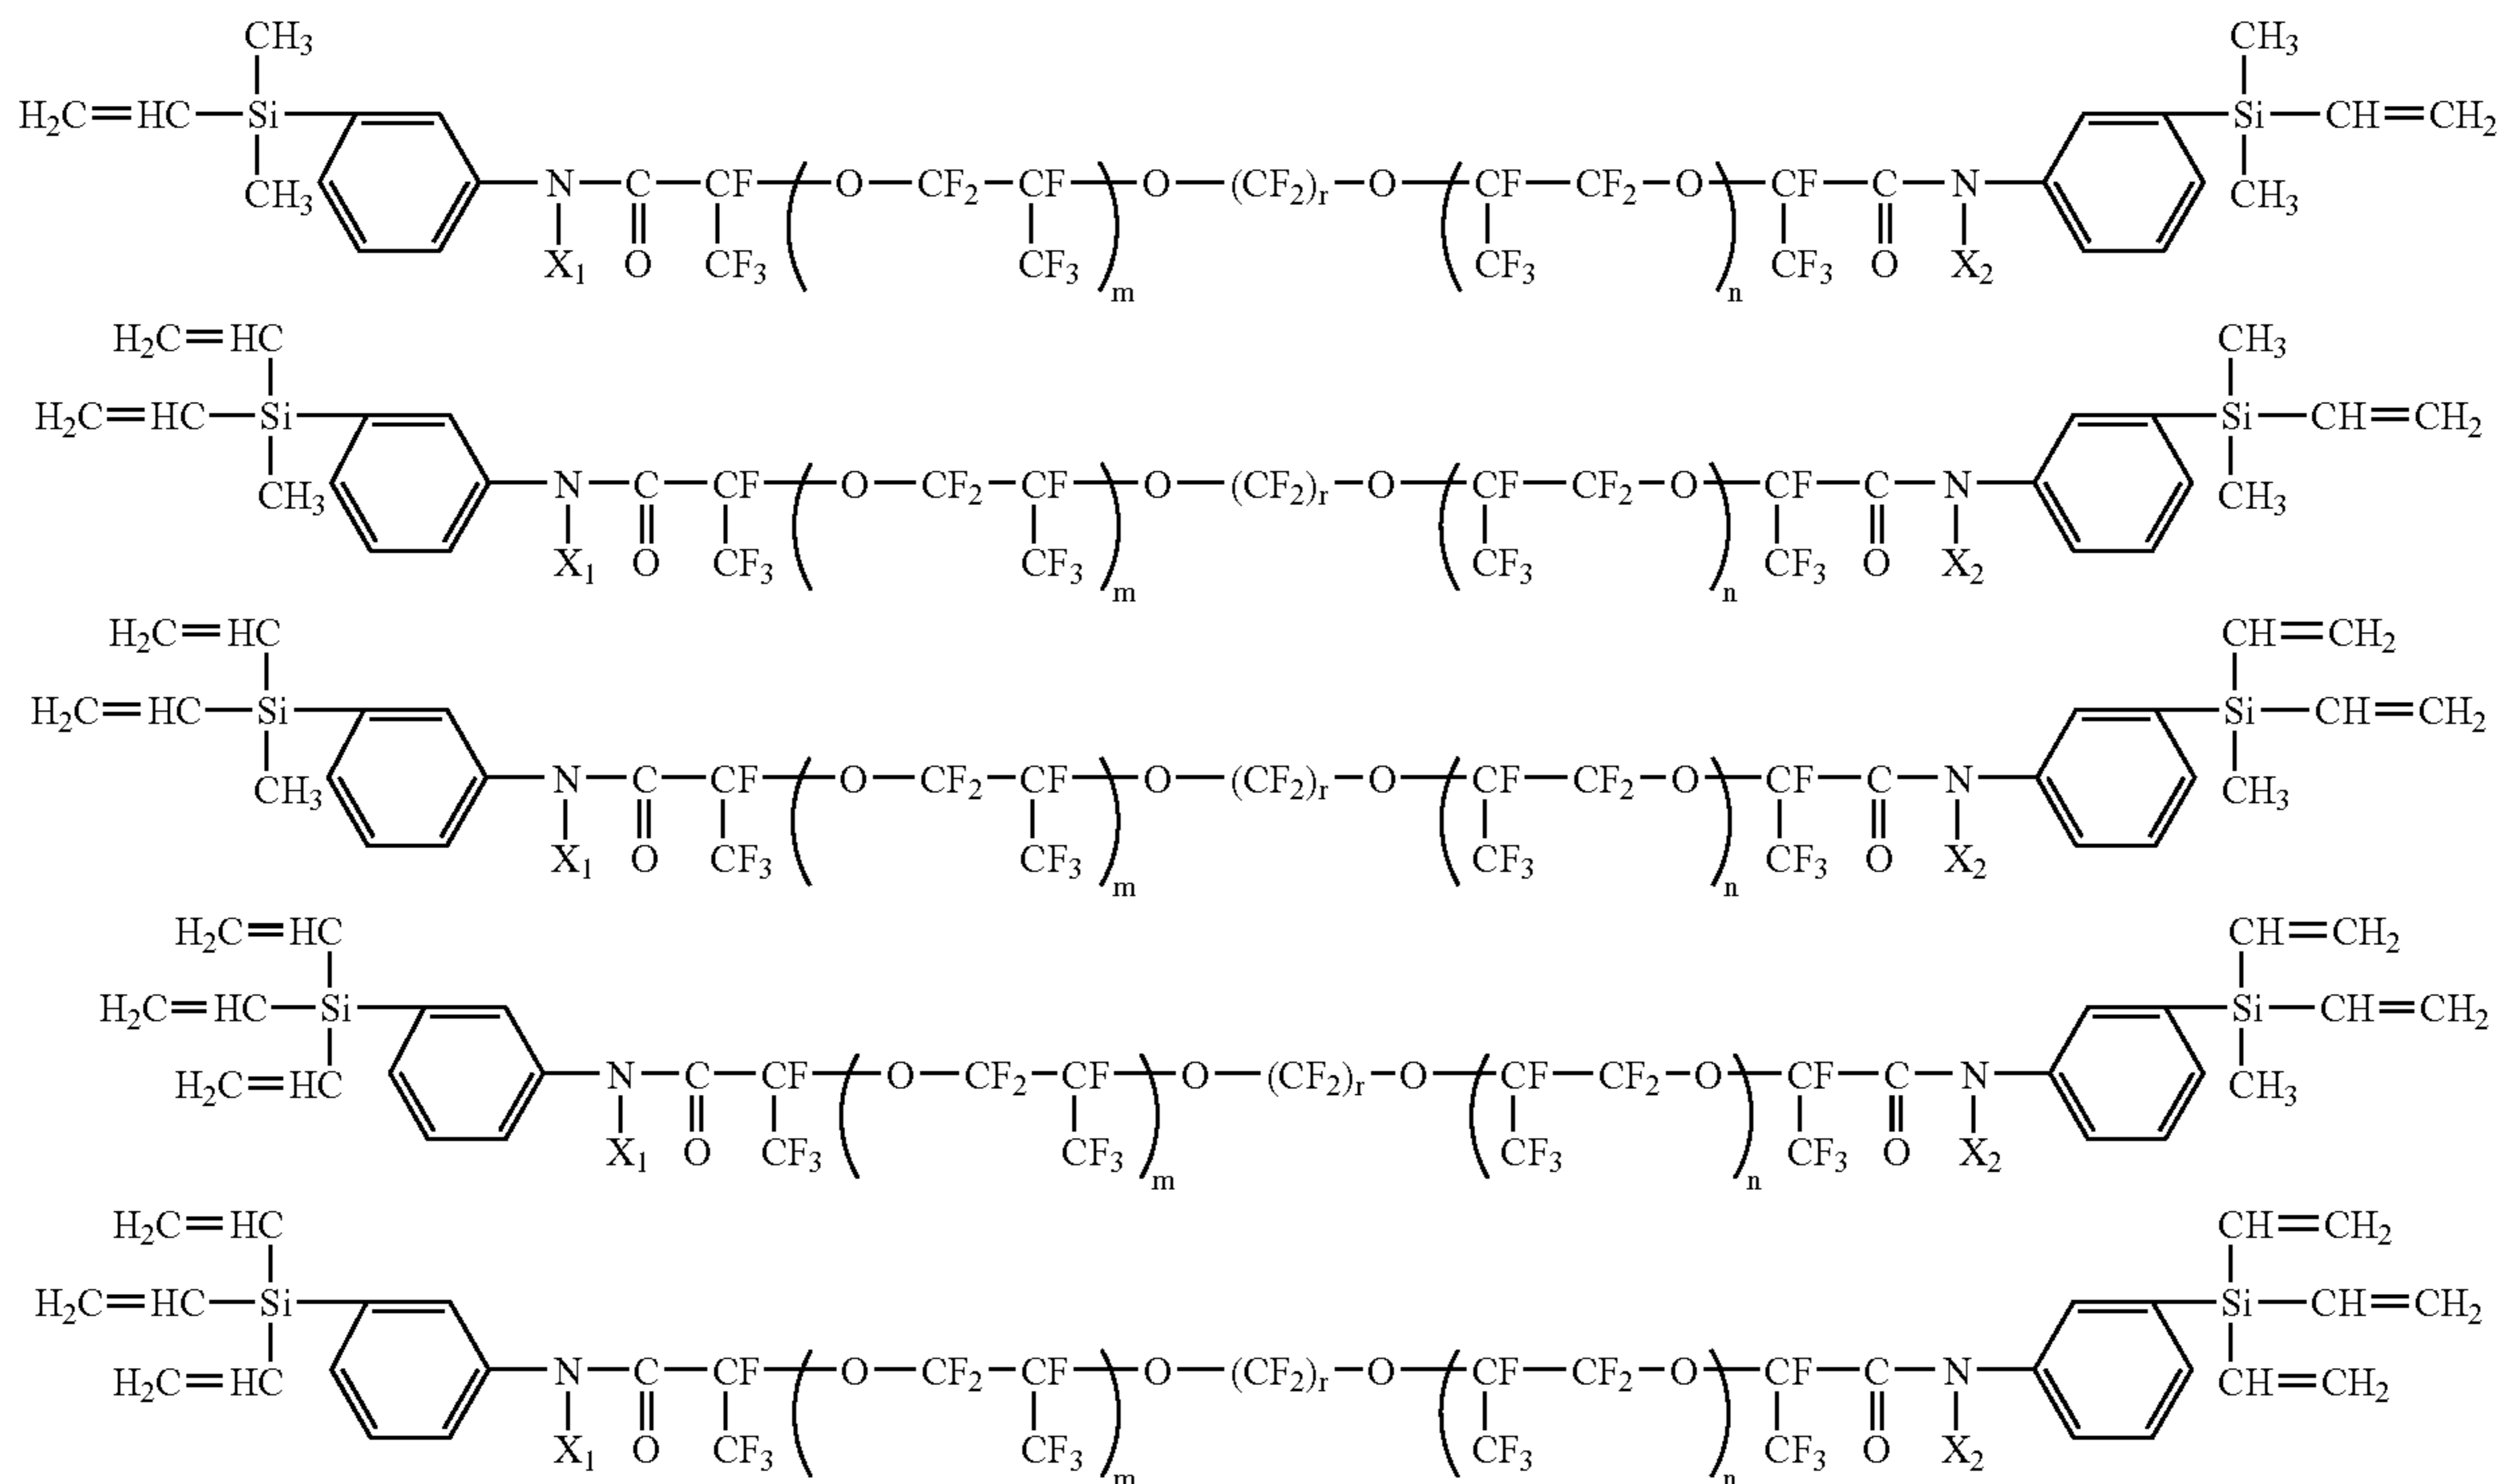 CH₃ CH₃
H₂C=HC—Si Si—CH=CH₂
CH₃ N—C—CF—(O—CF₂—CF)—O—(CF₂)ᵣ—O—(CF—CF₂—O)—CF—C—N CH₃
X₁ O CF₃ CF₃ m CF₃ n CF₃ O X₂
H₂C=HC CH₃
H₂C=HC—Si Si—CH=CH₂
CH₃ N—C—CF—(O—CF₂—CF)—O—(CF₂)ᵣ—O—(CF—CF₂—O)—CF—C—N CH₃
X₁ O CF₃ CF₃ m CF₃ n CF₃ O X₂
H₂C=HC CH=CH₂
H₂C=HC—Si Si—CH=CH₂
CH₃ N—C—CF—(O—CF₂—CF)—O—(CF₂)ᵣ—O—(CF—CF₂—O)—CF—C—N CH₃
X₁ O CF₃ CF₃ m CF₃ n CF₃ O X₂
H₂C=HC CH=CH₂
H₂C=HC—Si Si—CH=CH₂
H₂C=HC N—C—CF—(O—CF₂—CF)—O—(CF₂)ᵣ—O—(CF—CF₂—O)—CF—C—N CH₃
X₁ O CF₃ CF₃ m CF₃ n CF₃ O X₂
H₂C=HC CH=CH₂
H₂C=HC—Si Si—CH=CH₂
H₂C=HC N—C—CF—(O—CF₂—CF)—O—(CF₂)ᵣ—O—(CF—CF₂—O)—CF—C—N CH=CH₂
X₁ O CF₃ CF₃ m CF₃ n CF₃ O X₂